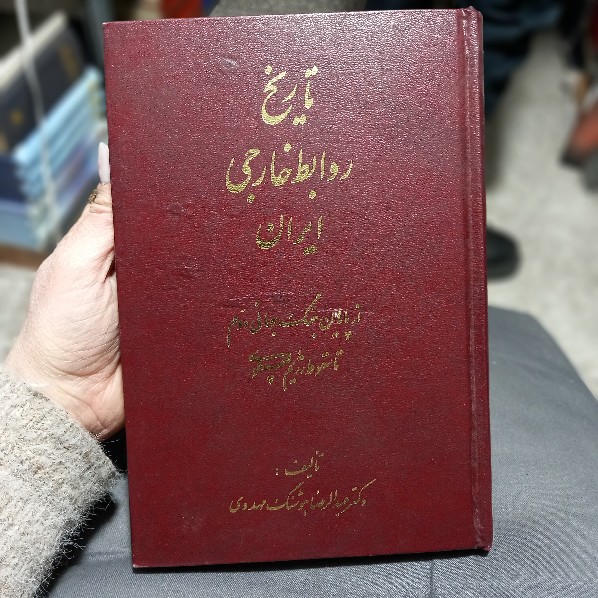 تاریخ
روابط خارجی
ایران
از پایان جنگ جهانی دوم
تا سقوط رژیم پهلوی
تألیف :
دکتر عبدالرضا هوشنگ مهدوی